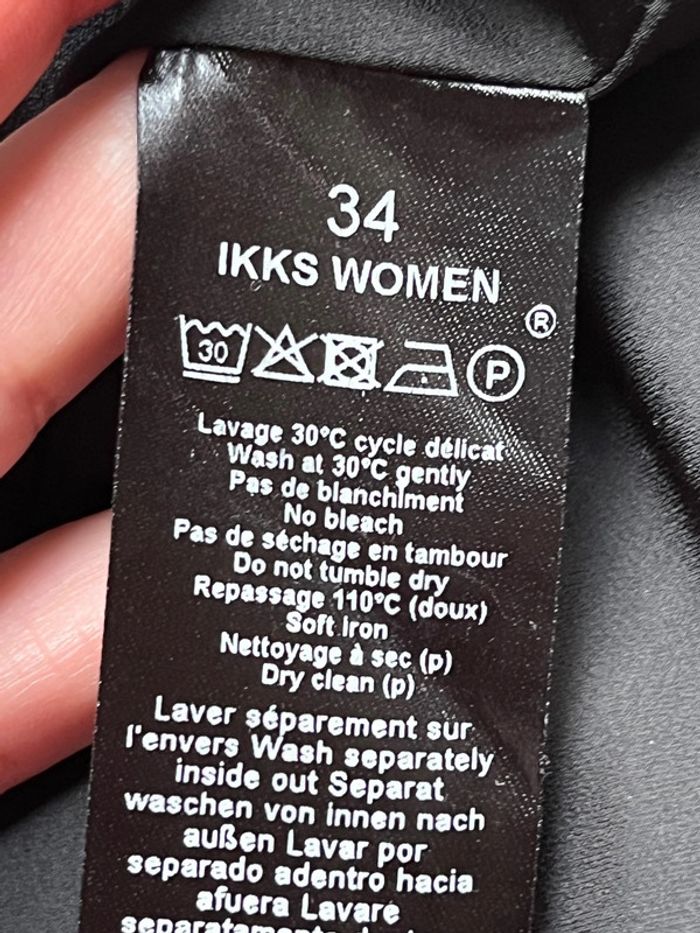 34
IKKS WOMEN
®
30 P
Lavage 30°C cycle délicat
Wash at 30°C gently
Pas de blanchîment
No bleach
Pas de séchage en tambour
Do not tumble dry
Repassage 110°C (doux)
Soft iron
Nettoyage à sec (p)
Dry clean (p)
Laver séparement sur
l'envers Wash separately
inside out Separat
waschen von innen nach
außen Lavar por
separado adentro hacia
afuera Lavare
separatamente